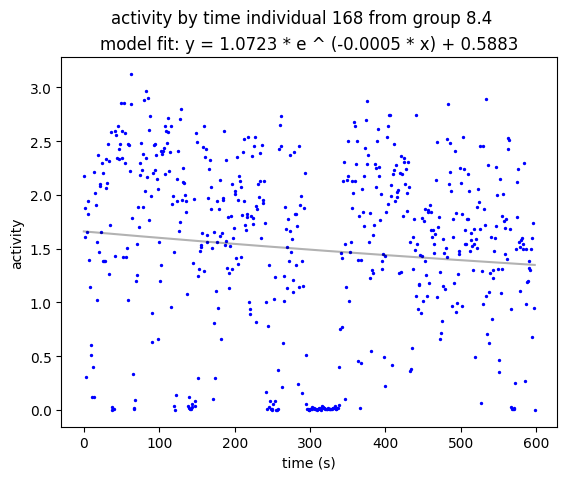 activity by time individual 168 from group 8.4
model fit: y = 1.0723 * e ^ (-0.0005 * x) + 0.5883
3.0
2.5
2.0
1.5
1.0
0.5
0.0
activity
0 100 200 300 400 500 600
time (s)